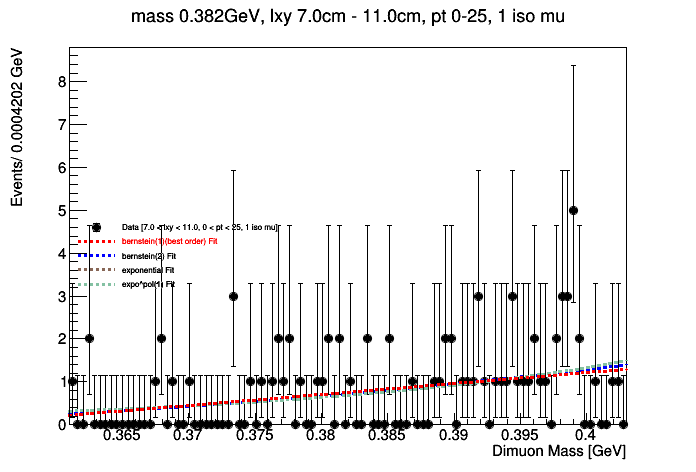 mass 0.382GeV, lxy 7.0cm - 11.0cm, pt 0-25, 1 iso mu
Events/ 0.0004202 GeV
8
7
6
5
4
3
2
1
0
Data [7.0 < lxy < 11.0, 0 < pt < 25, 1 iso mu]
bernstein(1)(best order) Fit
bernstein(2) Fit
exponential Fit
expo*pol(1) Fit
0.365 0.37 0.375 0.38 0.385 0.39 0.395 0.4
Dimuon Mass [GeV]